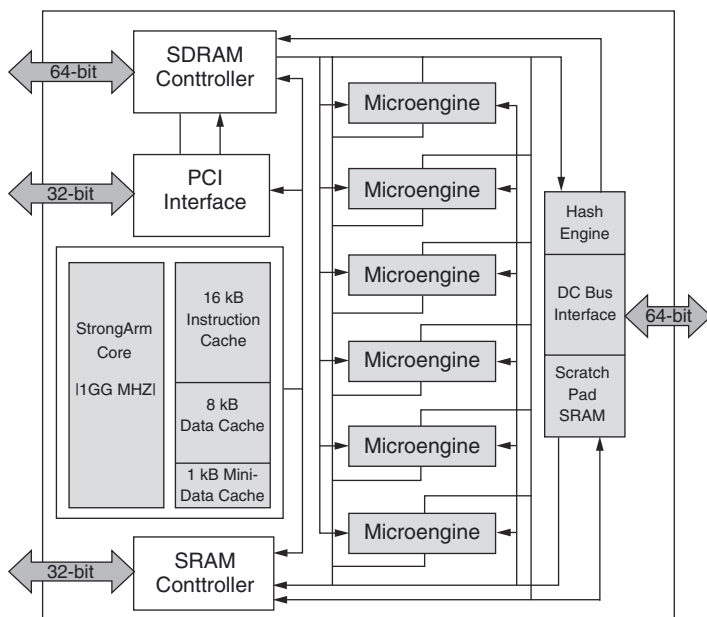 SDRAM
Conttroller
64-bit
PCI
Interface
32-bit
StrongArm
Core
|1GG MHZ|
16 kB
Instruction
Cache
8 kB
Data Cache
1 kB Mini-
Data Cache
SRAM
Conttroller
32-bit
Microengine
Microengine
Microengine
Microengine
Microengine
Microengine
Hash
Engine
DC Bus
Interface
64-bit
Scratch
Pad
SRAM